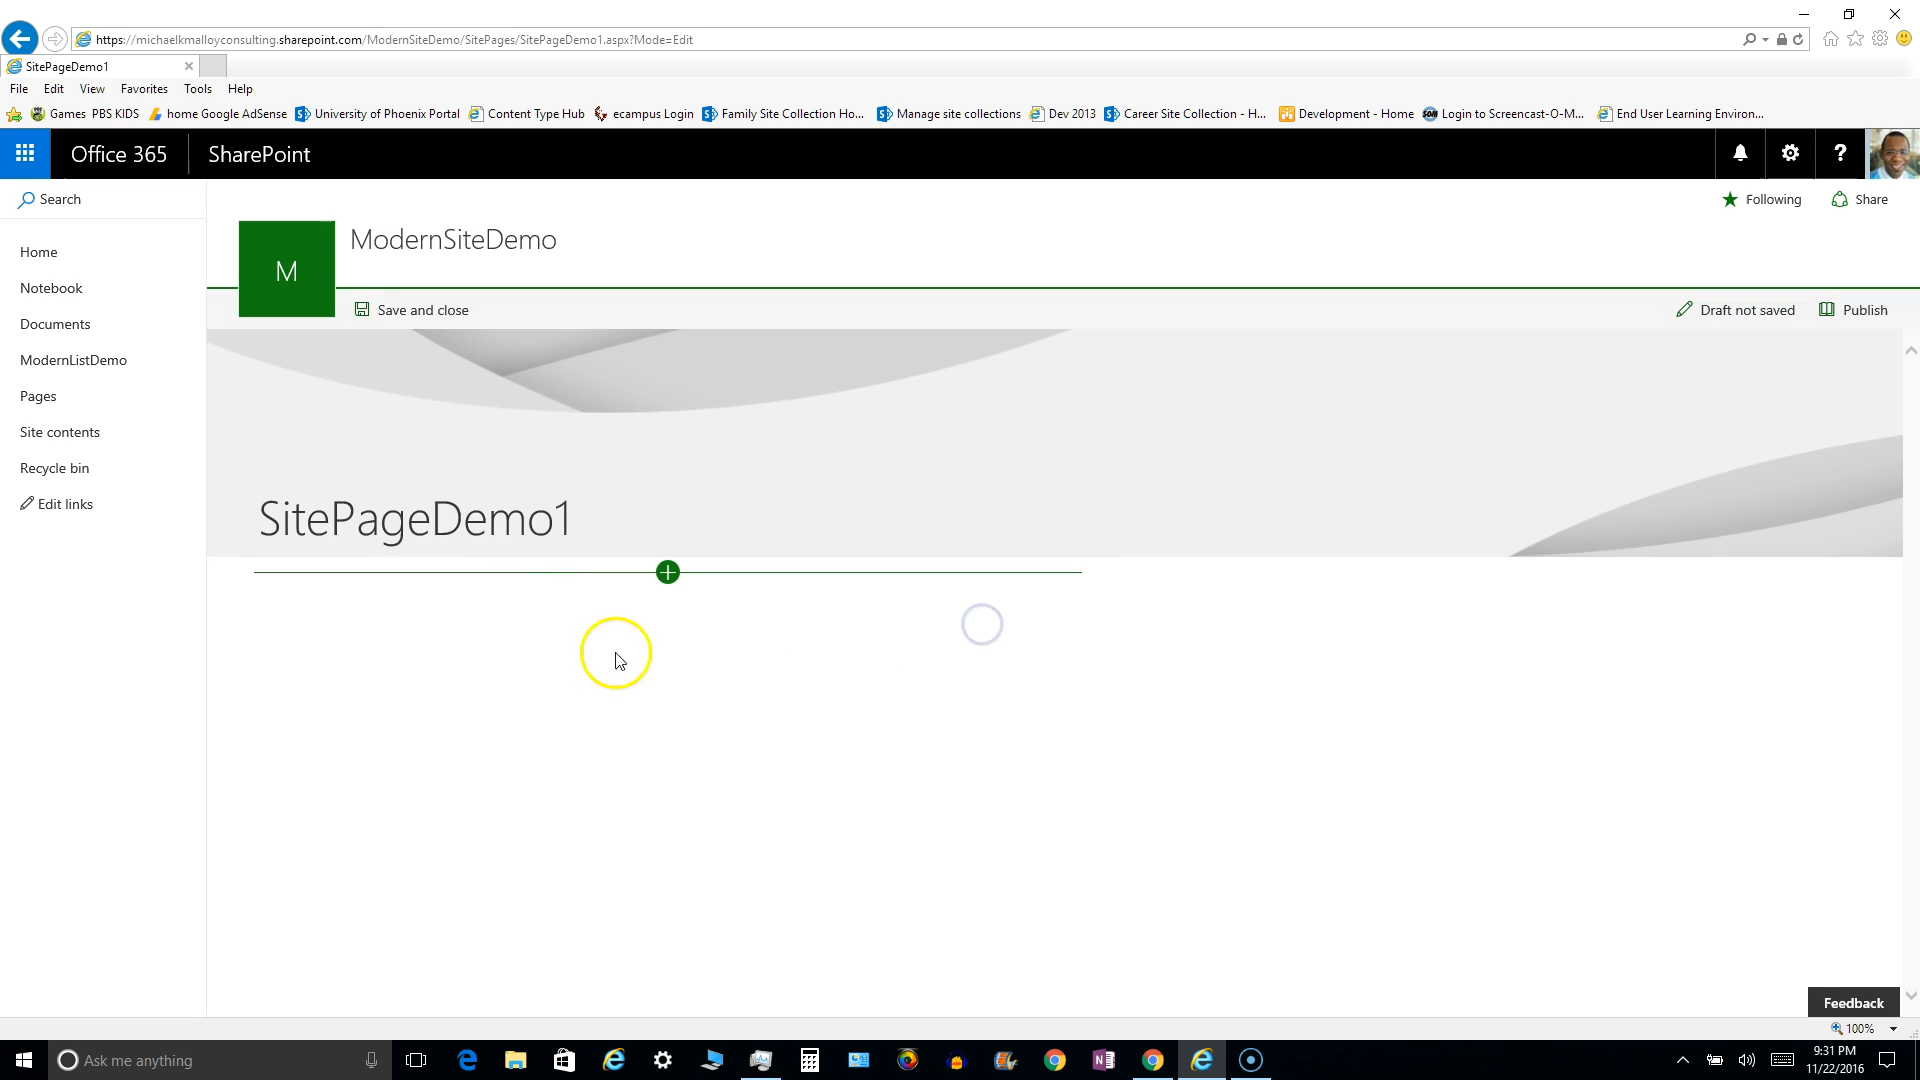 https://michaelkmalloyconsulting.sharepoint.com/ModernSiteDemo/SitePages/SitePageDemo1.aspx?Mode=Edit
SitePageDemo1
File Edit View Favorites Tools Help
Games PBS KIDS home Google AdSense University of Phoenix Portal Content Type Hub ecampus Login Family Site Collection Ho... Manage site collections Dev 2013 Career Site Collection - H... Development - Home Login to Screencast-O-M... End User Learning Environ...
Office 365 SharePoint ?
Search
Following Share
ModernSiteDemo
M
Home
Notebook
Save and close Draft not saved Publish
Documents
ModernListDemo
Pages
Site contents
Recycle bin
Edit links
SitePageDemo1
Feedback
100%
Ask me anything
9:31 PM
11/22/2016